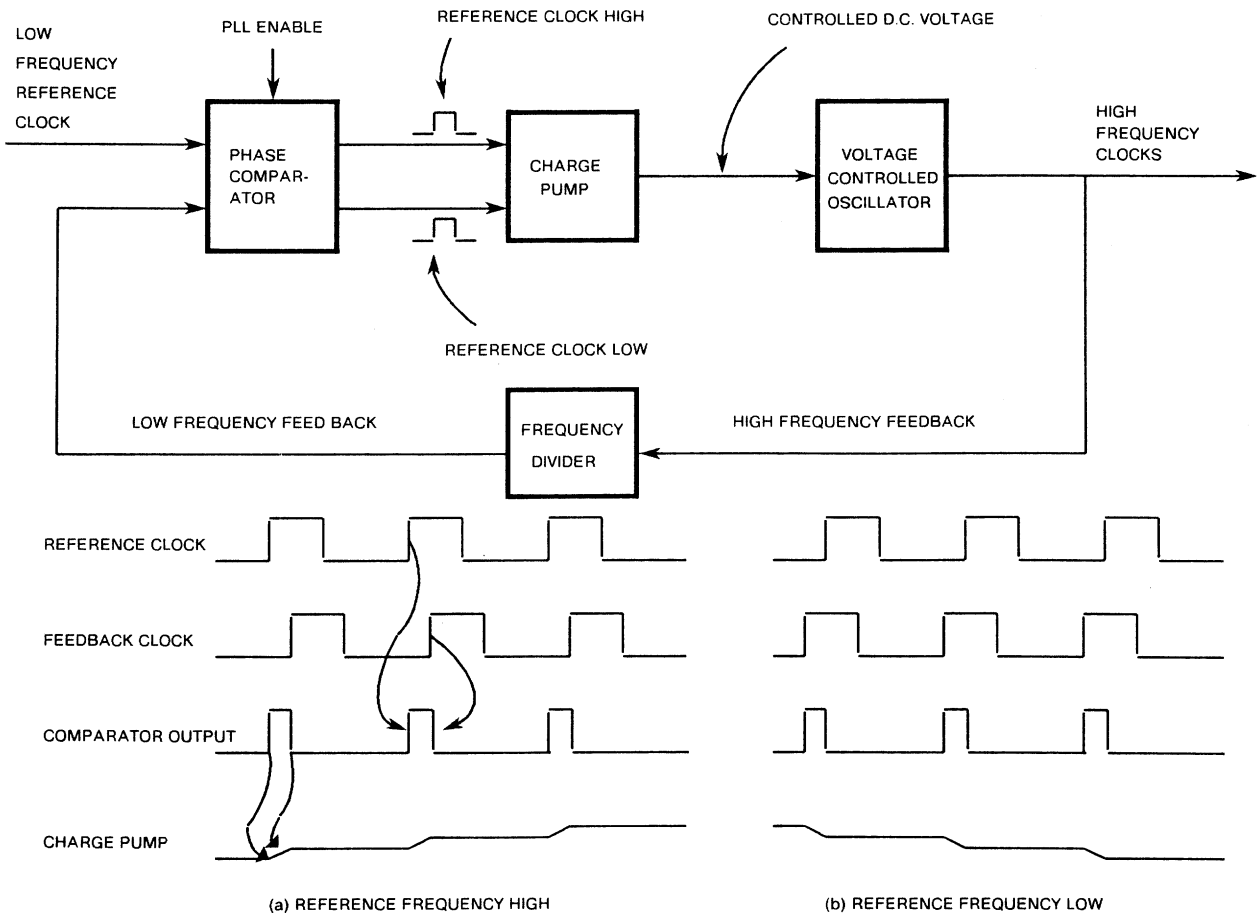 REFERENCE CLOCK HIGH
CONTROLLED D.C. VOLTAGE
PLL ENABLE
LOW
FREQUENCY
REFERENCE
CLOCK
HIGH
FREQUENCY
CLOCKS
PHASE
COMPAR-
ATOR
CHARGE
PUMP
VOLTAGE
CONTROLLED
OSCILLATOR
REFERENCE CLOCK LOW
LOW FREQUENCY FEED BACK
FREQUENCY
DIVIDER
HIGH FREQUENCY FEEDBACK
REFERENCE CLOCK
FEEDBACK CLOCK
COMPARATOR OUTPUT
CHARGE PUMP
(a) REFERENCE FREQUENCY HIGH
(b) REFERENCE FREQUENCY LOW